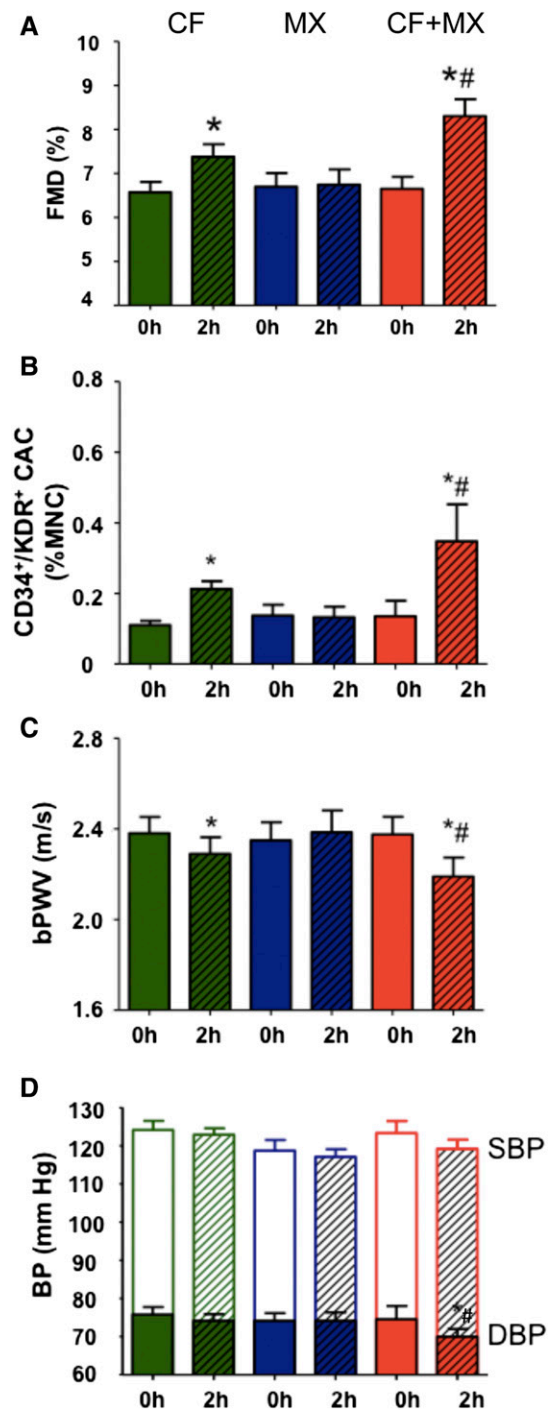 A
CF MX CF+MX
10
9
8
7
6
5
4
FMD (%)
*
*#
0h 2h 0h 2h 0h 2h
B
0.8
0.6
0.4
0.2
0
CD34+/KDR+ CAC
(%MNC)
*
*#
0h 2h 0h 2h 0h 2h
C
2.8
2.4
2.0
1.6
bPWV (m/s)
*
*#
0h 2h 0h 2h 0h 2h
D
130
120
110
100
90
80
70
60
BP (mm Hg)
SBP
*#
DBP
0h 2h 0h 2h 0h 2h